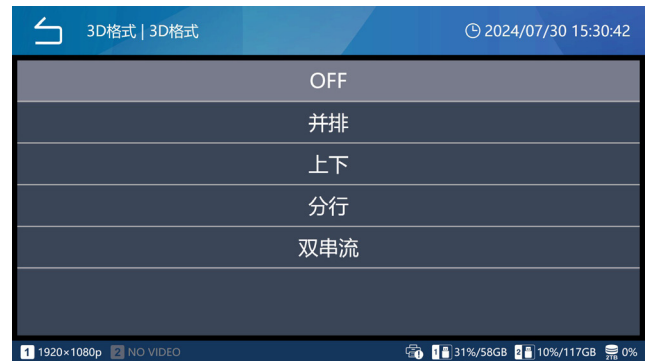 3D格式 | 3D格式 2024/07/30 15:30:42
OFF
并排
上下
分行
双串流
1 1920×1080p 2 NO VIDEO 1 31%/58GB 2 10%/117GB 2TB 0%